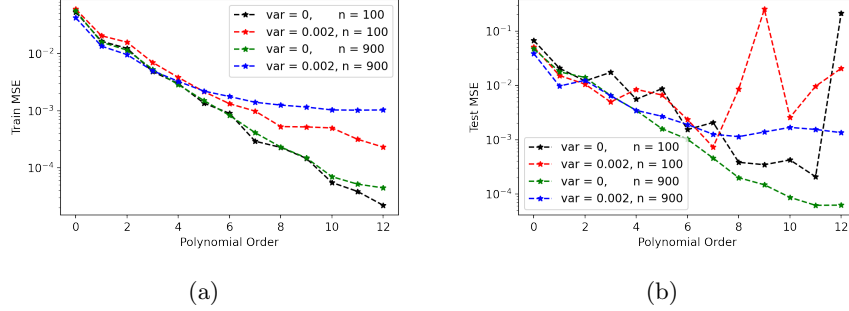 Train MSE
10⁻²
10⁻³
10⁻⁴
var = 0, n = 100
var = 0.002, n = 100
var = 0, n = 900
var = 0.002, n = 900
0 2 4 6 8 10 12
Polynomial Order
(a)
Test MSE
10⁻¹
10⁻²
10⁻³
10⁻⁴
var = 0, n = 100
var = 0.002, n = 100
var = 0, n = 900
var = 0.002, n = 900
0 2 4 6 8 10 12
Polynomial Order
(b)